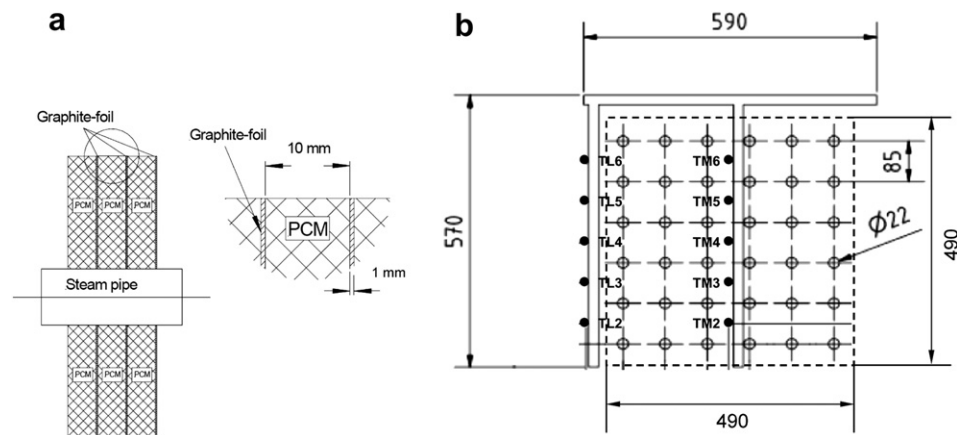 a
Graphite-foil
PCM PCM PCM
Steam pipe
PCM PCM PCM
Graphite-foil
10 mm
PCM
1 mm
b
590
570
TL6 TM6
TL5 TM5
TL4 TM4
TL3 TM3
TL2 TM2
85
Ø22
490
490